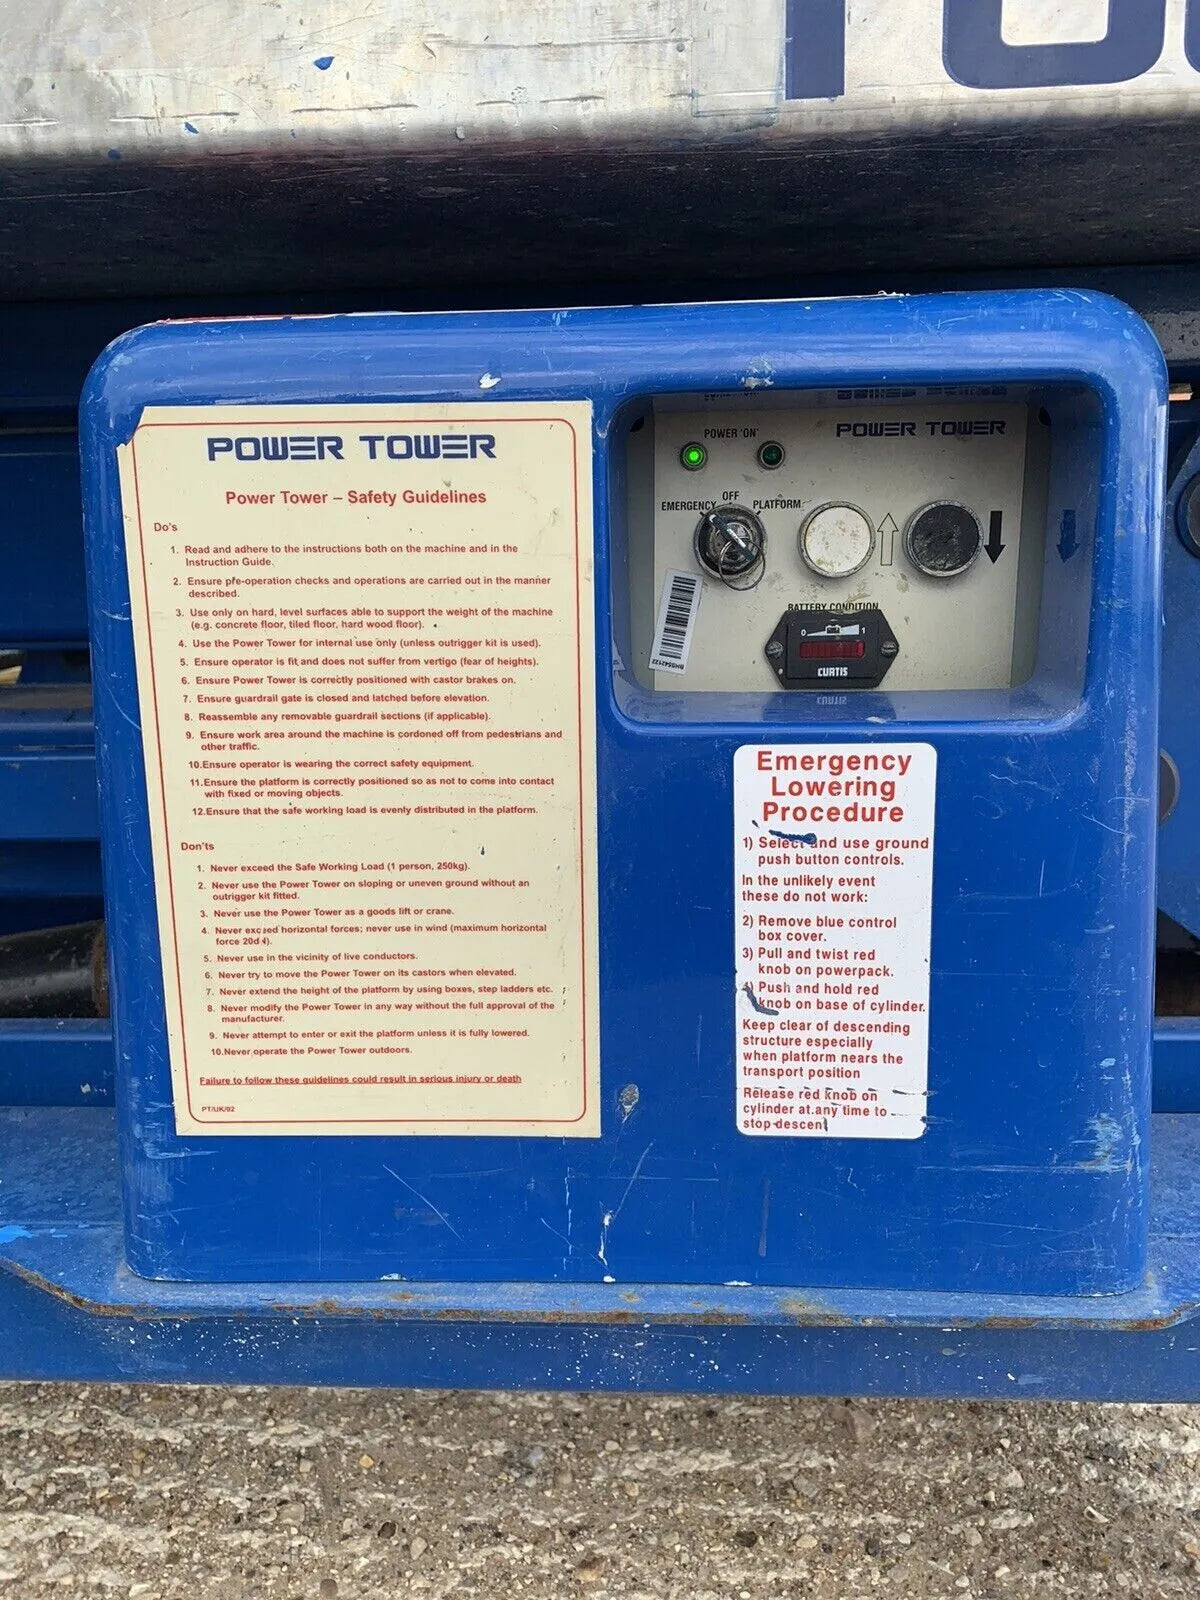 POWER TOWER
Power Tower – Safety Guidelines
Do's
1. Read and adhere to the instructions both on the machine and in the
Instruction Guide.
2. Ensure pre-operation checks and operations are carried out in the manner
described.
3. Use only on hard, level surfaces able to support the weight of the machine
(e.g. concrete floor, tiled floor, hard wood floor).
4. Use the Power Tower for internal use only (unless outrigger kit is used).
5. Ensure operator is fit and does not suffer from vertigo (fear of heights).
6. Ensure Power Tower is correctly positioned with castor brakes on.
7. Ensure guardrail gate is closed and latched before elevation.
8. Reassemble any removable guardrail sections (if applicable).
9. Ensure work area around the machine is cordoned off from pedestrians and
other traffic.
10.Ensure operator is wearing the correct safety equipment.
11.Ensure the platform is correctly positioned so as not to come into contact
with fixed or moving objects.
12.Ensure that the safe working load is evenly distributed in the platform.
Don'ts
1. Never exceed the Safe Working Load (1 person, 250kg).
2. Never use the Power Tower on sloping or uneven ground without an
outrigger kit fitted.
3. Never use the Power Tower as a goods lift or crane.
4. Never exceed horizontal forces; never use in wind (maximum horizontal
force
5. Never use in the vicinity of live conductors.
6. Never try to move the Power Tower on its castors when elevated.
7. Never extend the height of the platform by using boxes, step ladders etc.
8. Never modify the Power Tower in any way without the full approval of the
manufacturer.
9. Never attempt to enter or exit the platform unless it is fully lowered.
10.Never operate the Power Tower outdoors.
Failure to follow these guidelines could result in serious injury or death
PT/UK/02
POWER 'ON'
POWER TOWER
EMERGENCY
OFF
PLATFORM
BATTERY CONDITION
0 1
CURTIS
BHS542122
Emergency
Lowering
Procedure
1) Select and use ground
push button controls.
In the unlikely event
these do not work:
2) Remove blue control
box cover.
3) Pull and twist red
knob on powerpack.
4) Push and hold red
knob on base of cylinder.
Keep clear of descending
structure especially
when platform nears the
transport position
Release red knob on
cylinder at any time to
stop descent